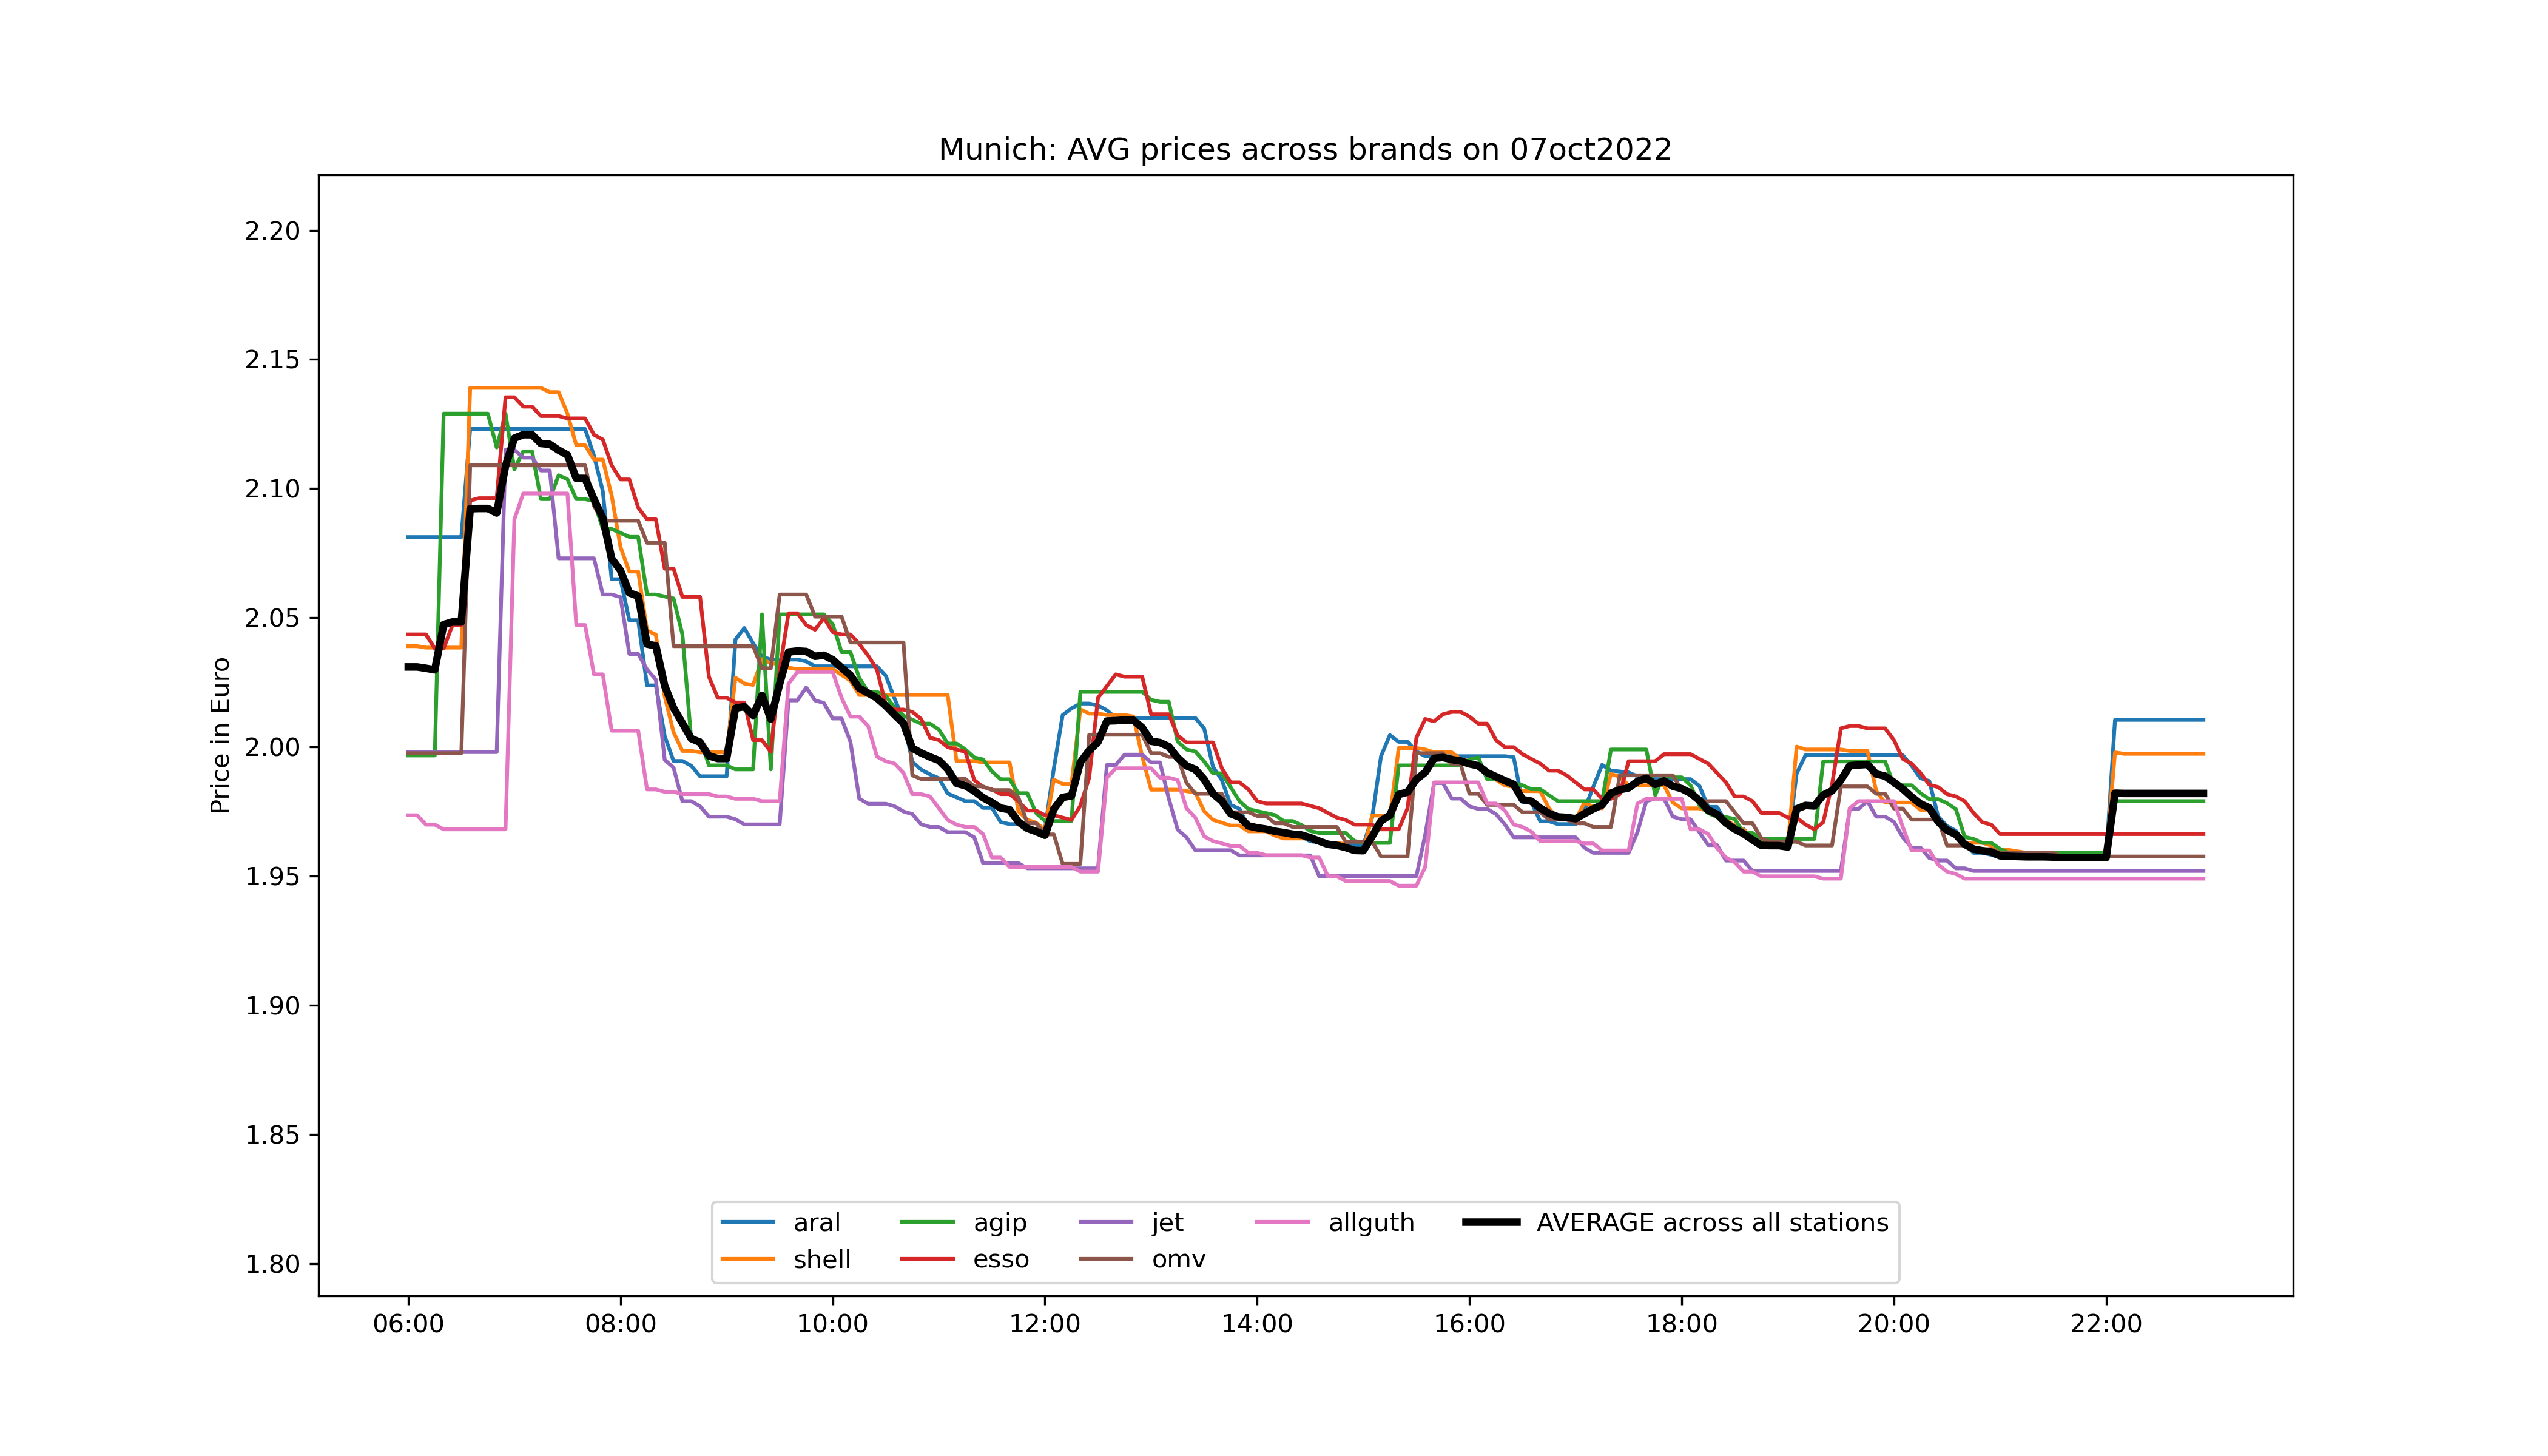 Munich: AVG prices across brands on 07oct2022
Price in Euro
2.20
2.15
2.10
2.05
2.00
1.95
1.90
1.85
1.80
aral agip jet allguth AVERAGE across all stations
shell esso omv
06:00 08:00 10:00 12:00 14:00 16:00 18:00 20:00 22:00